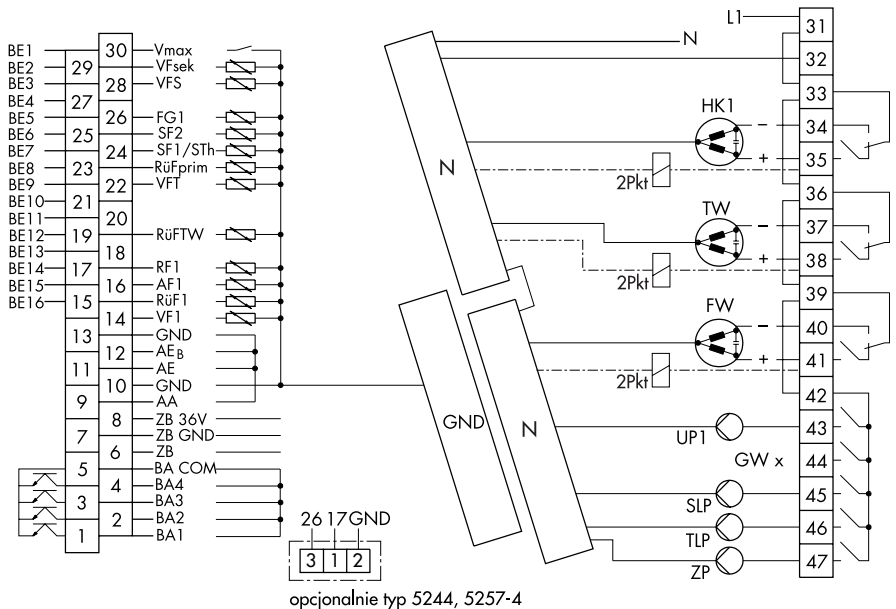 BE1 30 Vmax
BE2 29 VFsek
BE3 28 VFS
BE4 27
BE5 26 FG1
BE6 25 SF2
BE7 24 SF1/STh
BE8 23 RüFprim
BE9 22 VFT
BE10 21
BE11 20
BE12 19 RüFTW
BE13 18
BE14 17 RF1
BE15 16 AF1
BE16 15 RüF1
14 VF1
13 GND
12 AEB
11 AE
10 GND
9 AA
8 ZB 36V
7 ZB GND
6 ZB
5 BA COM
4 BA4
3 BA3
2 BA2
1 BA1
26 17 GND
3 1 2
opcjonalnie typ 5244, 5257-4
N
GND
N
L1 31
N
32
33
HK1 − 34
+ 35
2Pkt
36
TW − 37
+ 38
2Pkt
39
FW − 40
+ 41
2Pkt
42
UP1 43
GW x 44
SLP 45
TLP 46
ZP 47